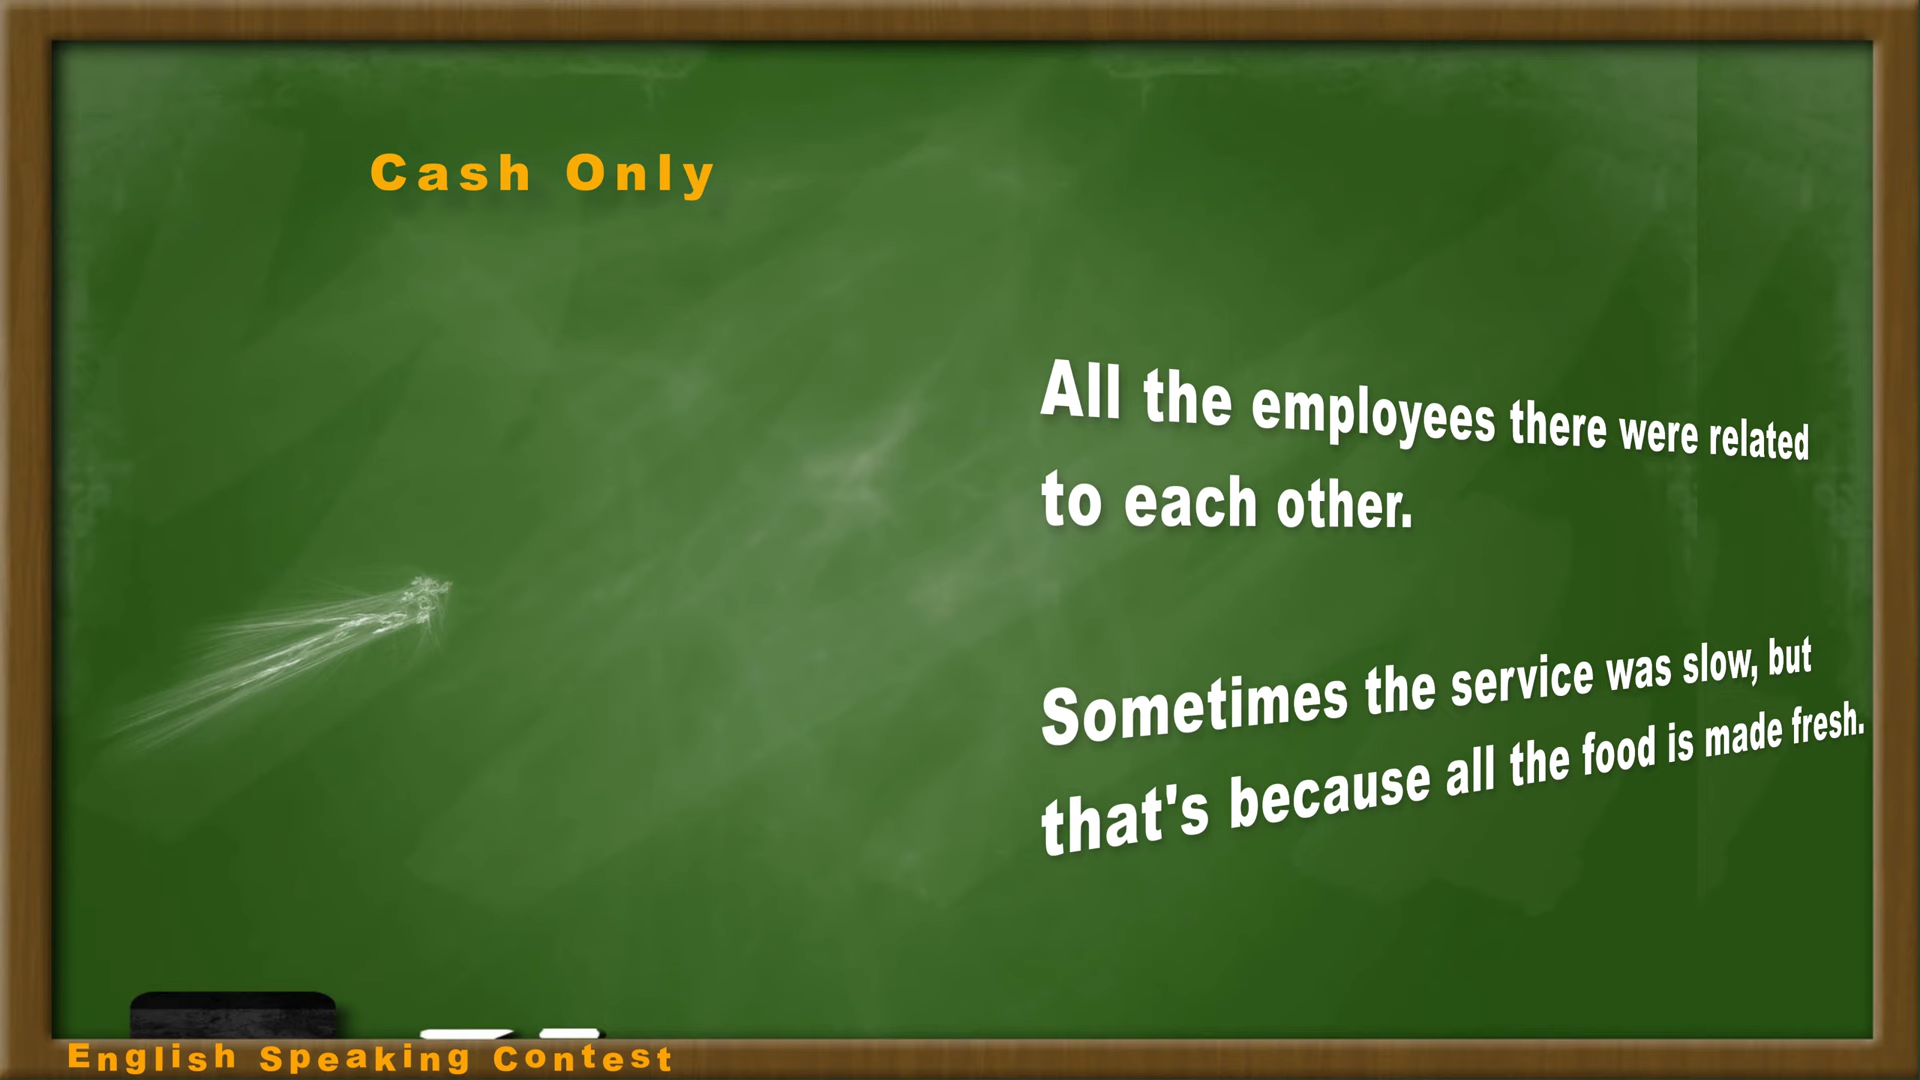 Cash Only
All the employees there were related
to each other.
Sometimes the service was slow, but
that's because all the food is made fresh.
English Speaking Contest